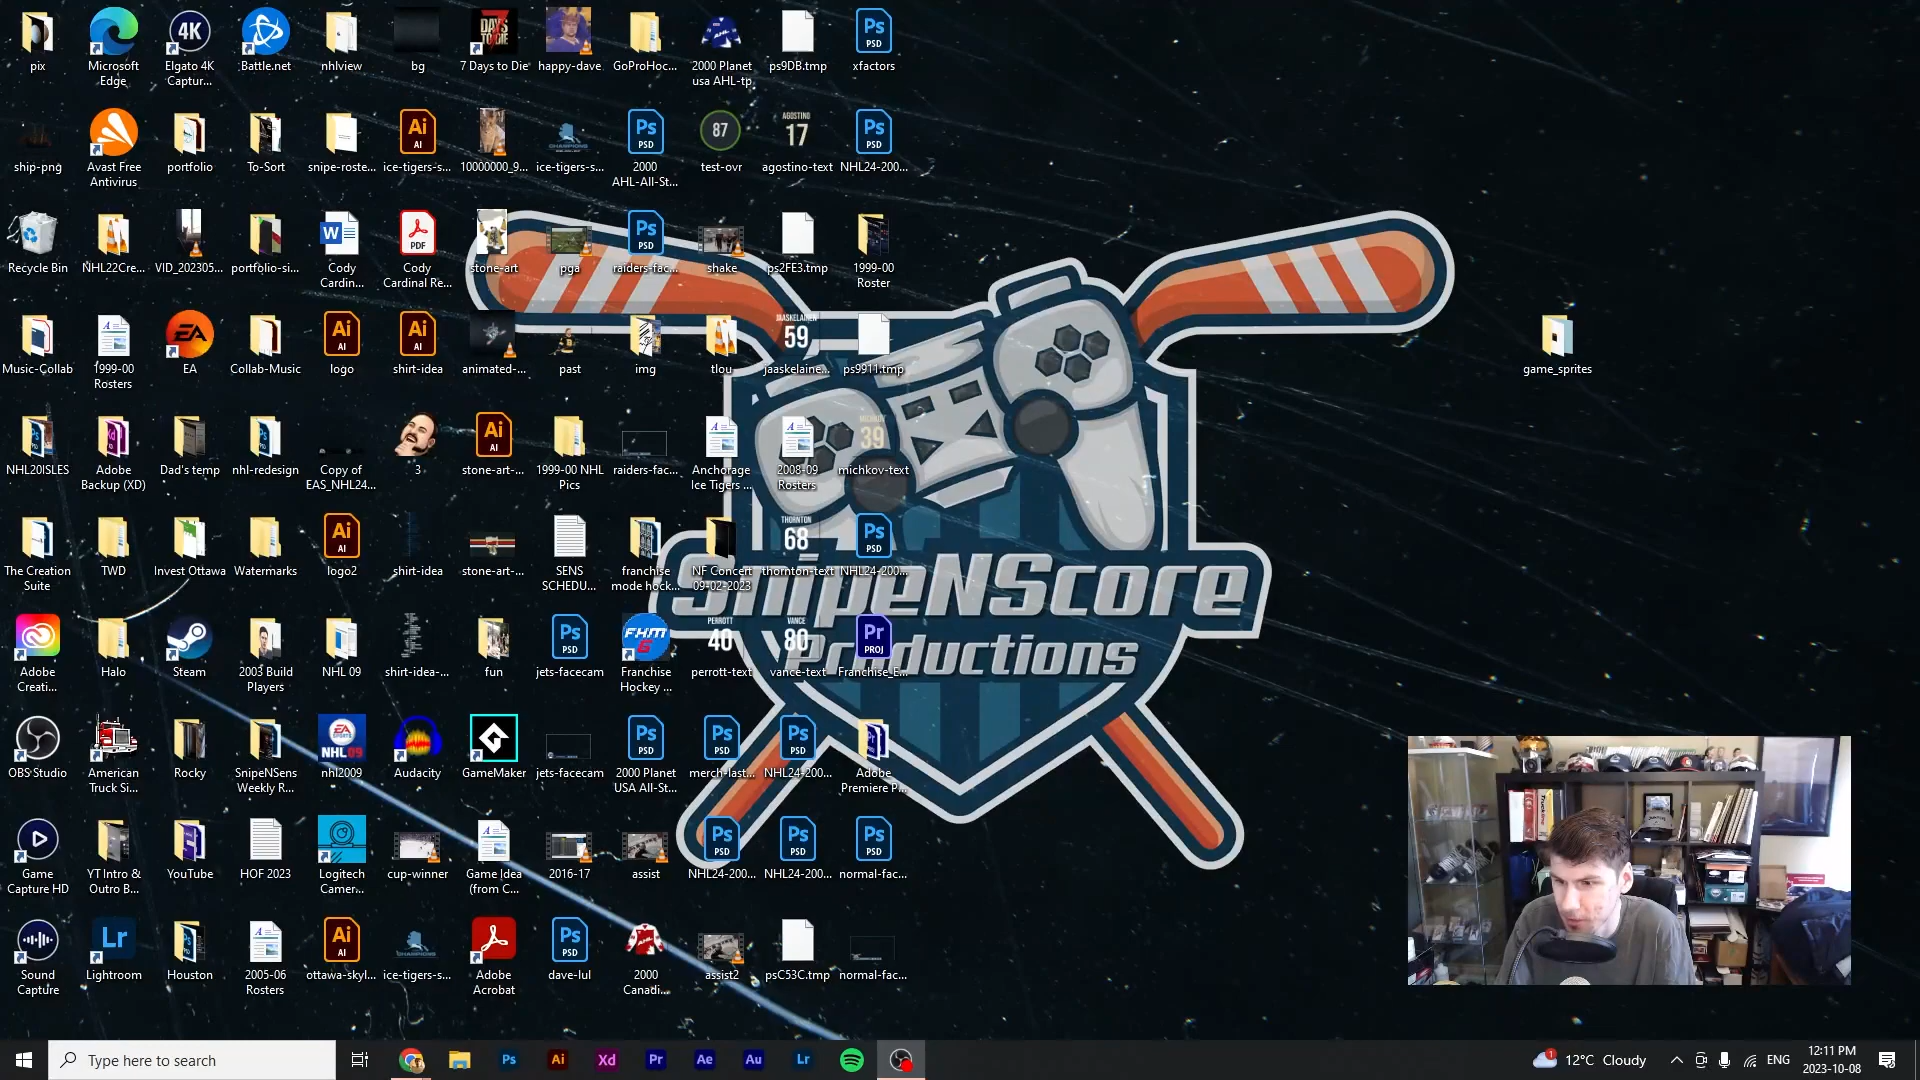 pix
Microsoft
Edge
Elgato 4K
Captur...
Battle.net
nhlview
bg
7 Days to Die
happy-dave
GoProHoc...
2000 Planet
usa AHL-tp
ps9DB.tmp
xfactors
ship-png
Avast Free
Antivirus
portfolio
To-Sort
snipe-roste...
ice-tigers-s...
10000000_9...
ice-tigers-s...
2000
AHL-All-St...
test-ovr
agostino-text
NHL24-200...
Recycle Bin
NHL22Cre...
VID_202305...
portfolio-si...
Cody
Cardin...
Cody
Cardinal Re...
stone-art
pga
raiders-fac...
shake
ps2FE3.tmp
1999-00
Roster
Music-Collab
1999-00
Rosters
EA
Collab-Music
logo
shirt-idea
animated-...
past
img
tlou
jaaskelaine...
ps9911.tmp
game_sprites
NHL20ISLES
Adobe
Backup (XD)
Dad's temp
nhl-redesign
Copy of
EAS_NHL24...
3
stone-art-...
1999-00 NHL
Pics
raiders-fac...
Anchorage
Ice Tigers ...
2008-09
Rosters
michkov-text
The Creation
Suite
TWD
Invest Ottawa
Watermarks
logo2
shirt-idea
stone-art-...
SENS
SCHEDU...
franchise
mode hock...
NF Concert
09-02-2023
thornton-text
NHL24-200...
SnipeNScore
Productions
Adobe
Creati...
Halo
Steam
2003 Build
Players
NHL 09
shirt-idea-...
fun
jets-facecam
Franchise
Hockey ...
perrott-text
vance-text
Franchise_E...
OBS Studio
American
Truck Si...
Rocky
SnipeNSens
Weekly R...
nhl2009
Audacity
GameMaker
jets-facecam
2000 Planet
USA All-St...
merch-last...
NHL24-200...
Adobe
Premiere P...
Game
Capture HD
YT Intro &
Outro B...
YouTube
HOF 2023
Logitech
Camer...
cup-winner
Game Idea
(from C...
2016-17
assist
NHL24-200...
NHL24-200...
normal-fac...
Sound
Capture
Lightroom
Houston
2005-06
Rosters
ottawa-skyl...
ice-tigers-s...
Adobe
Acrobat
dave-lul
2000
Canadi...
assist2
psC53C.tmp
normal-fac...
Type here to search
12°C Cloudy
ENG
12:11 PM
2023-10-08